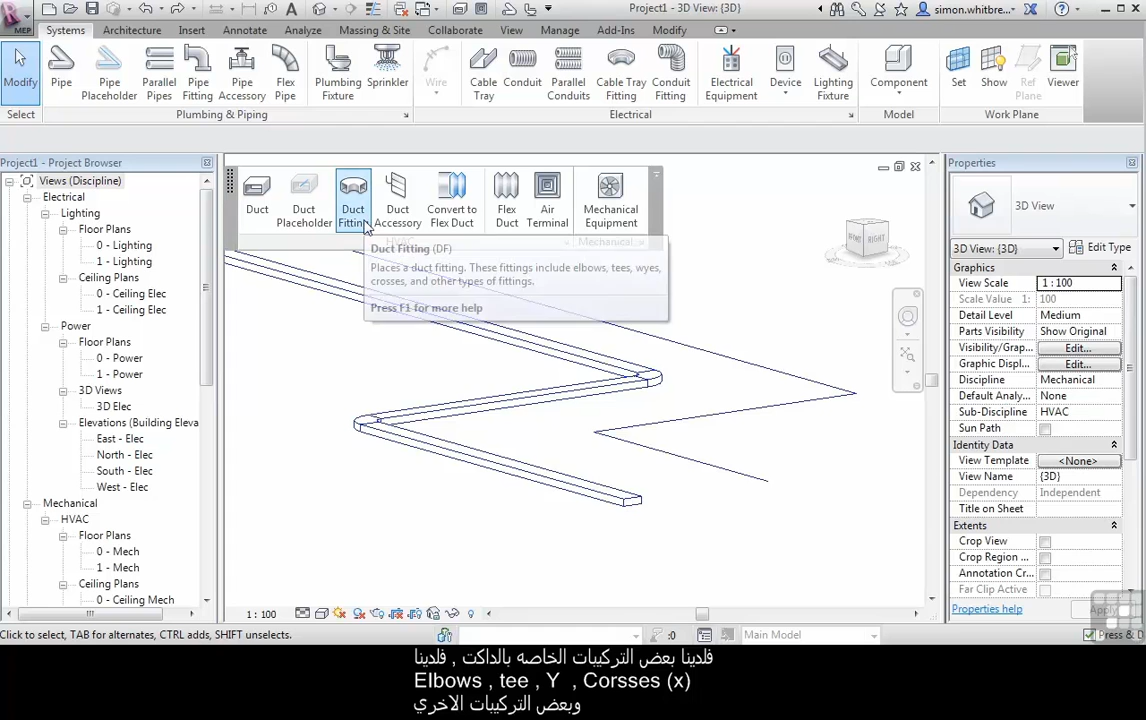 Project1 - 3D View: {3D}
simon.whitbre...
MEP
Systems Architecture Insert Annotate Analyze Massing & Site Collaborate View Manage Add-Ins Modify
Modify
Pipe
Pipe Placeholder
Parallel Pipes
Pipe Fitting
Pipe Accessory
Flex Pipe
Plumbing Fixture
Sprinkler
Wire
Cable Tray
Conduit
Parallel Conduits
Cable Tray Fitting
Conduit Fitting
Electrical Equipment
Device
Lighting Fixture
Component
Set
Show
Ref Plane
Viewer
Select Plumbing & Piping Electrical Model Work Plane
Project1 - Project Browser
Views (Discipline)
Electrical
Lighting
Floor Plans
0 - Lighting
1 - Lighting
Ceiling Plans
0 - Ceiling Elec
1 - Ceiling Elec
Power
Floor Plans
0 - Power
1 - Power
3D Views
3D Elec
Elevations (Building Eleva
East - Elec
North - Elec
South - Elec
West - Elec
Mechanical
HVAC
Floor Plans
0 - Mech
1 - Mech
Ceiling Plans
0 - Ceiling Mech
Duct
Duct Placeholder
Duct Fitting
Duct Accessory
Convert to Flex Duct
Flex Duct
Air Terminal
Mechanical Equipment
HVAC Mechanical
Duct Fitting (DF)
Places a duct fitting. These fittings include elbows, tees, wyes,
crosses, and other types of fittings.
Press F1 for more help
FRONT RIGHT
Properties
3D View
3D View: {3D} Edit Type
Graphics
View Scale 1 : 100
Scale Value 1: 100
Detail Level Medium
Parts Visibility Show Original
Visibility/Grap... Edit...
Graphic Displ... Edit...
Discipline Mechanical
Default Analy... None
Sub-Discipline HVAC
Sun Path
Identity Data
View Template <None>
View Name {3D}
Dependency Independent
Title on Sheet
Extents
Crop View
Crop Region ...
Annotation Cr...
Far Clip Active
Properties help Apply
1 : 100
Click to select, TAB for alternates, CTRL adds, SHIFT unselects.
:0
Main Model
Press & D
فلدينا بعض التركيبات الخاصه بالداكت , فلدينا
Elbows , tee , Y , Corsses (x)
وبعض التركيبات الاخري